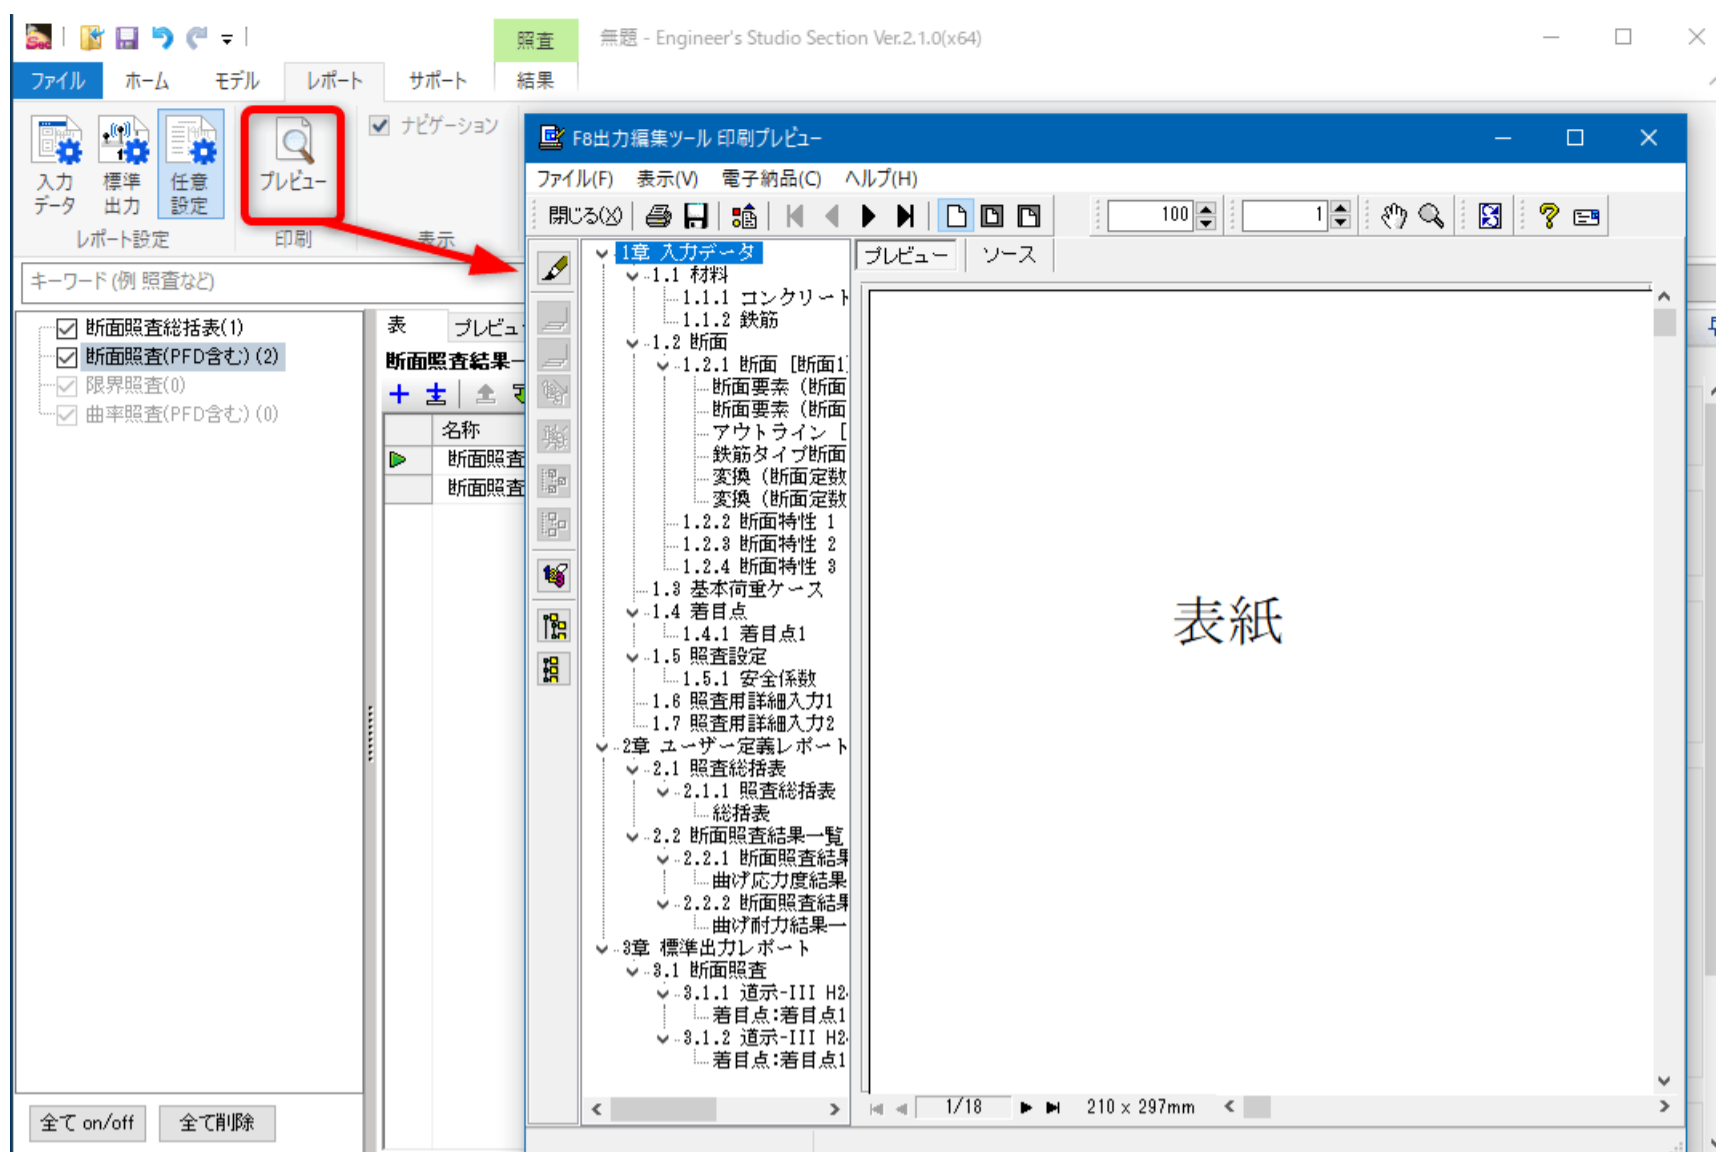 照査
無題 - Engineer's Studio Section Ver.2.1.0(x64)
ファイル
ホーム
モデル
レポート
サポート
結果
入力
データ
標準
出力
任意
設定
プレビュー
ナビゲーション
レポート設定
印刷
表示
キーワード (例 照査など)
断面照査総括表(1)
断面照査(PFD含む) (2)
限界照査(0)
曲率照査(PFD含む) (0)
全て on/off
全て削除
表
プレビュ
断面照査結果一
名称
断面照査
断面照査
F8出力編集ツール 印刷プレビュー
ファイル(F)
表示(V)
電子納品(C)
ヘルプ(H)
閉じる(X)
100
1
1章 入力データ
1.1 材料
1.1.1 コンクリート
1.1.2 鉄筋
1.2 断面
1.2.1 断面 [断面1]
断面要素 (断面
断面要素 (断面
アウトライン [
鉄筋タイプ断面
変換 (断面定数
変換 (断面定数
1.2.2 断面特性 1
1.2.3 断面特性 2
1.2.4 断面特性 3
1.3 基本荷重ケース
1.4 着目点
1.4.1 着目点1
1.5 照査設定
1.5.1 安全係数
1.6 照査用詳細入力1
1.7 照査用詳細入力2
2章 ユーザー定義レポート
2.1 照査総括表
2.1.1 照査総括表
総括表
2.2 断面照査結果一覧
2.2.1 断面照査結果
曲げ応力度結果
2.2.2 断面照査結果
曲げ耐力結果一
3章 標準出力レポート
3.1 断面照査
3.1.1 道示-III H2
着目点:着目点1
3.1.2 道示-III H2
着目点:着目点1
プレビュー
ソース
表紙
1/18
210 x 297mm